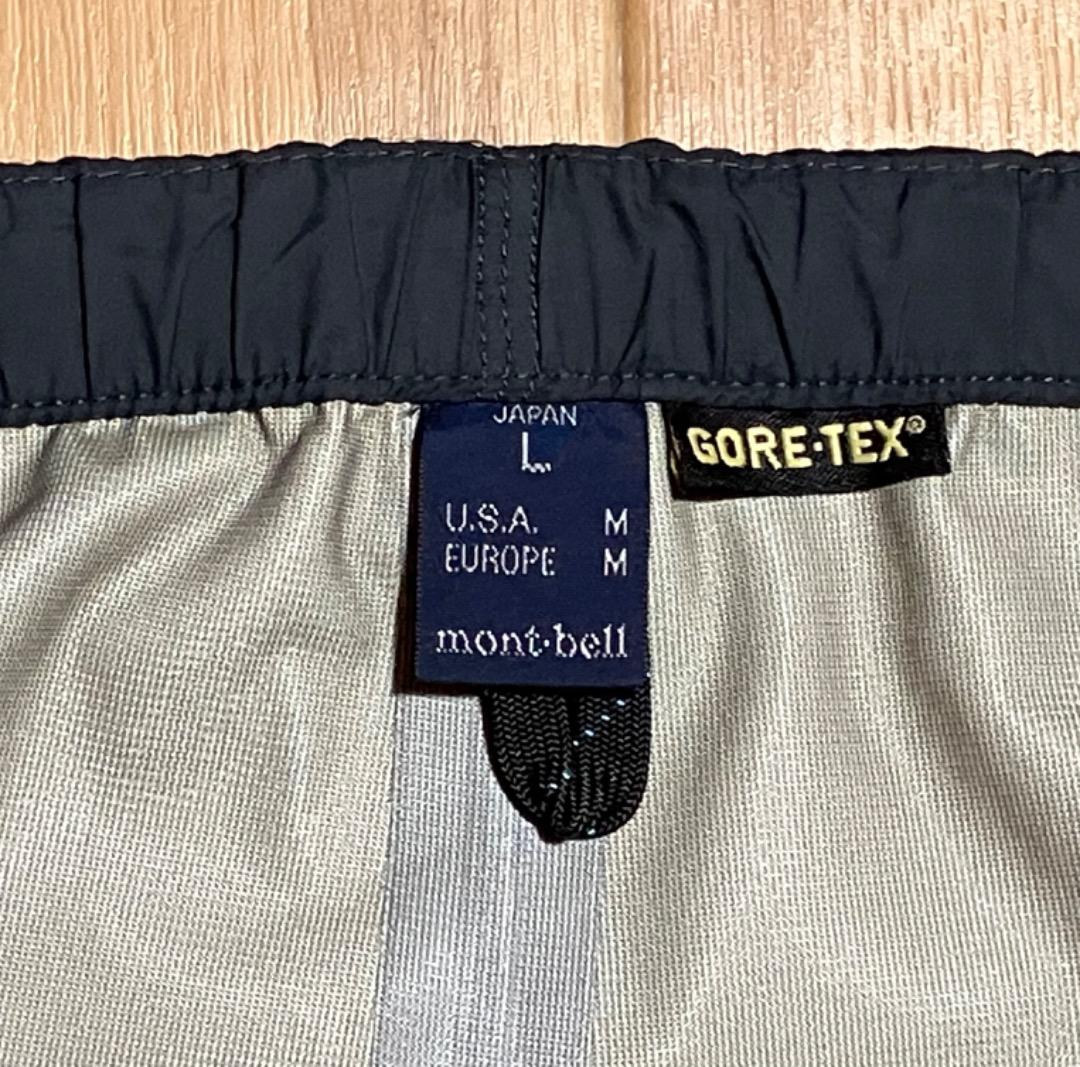 JAPAN
L
U.S.A. M
EUROPE M
mont·bell
GORE·TEX®